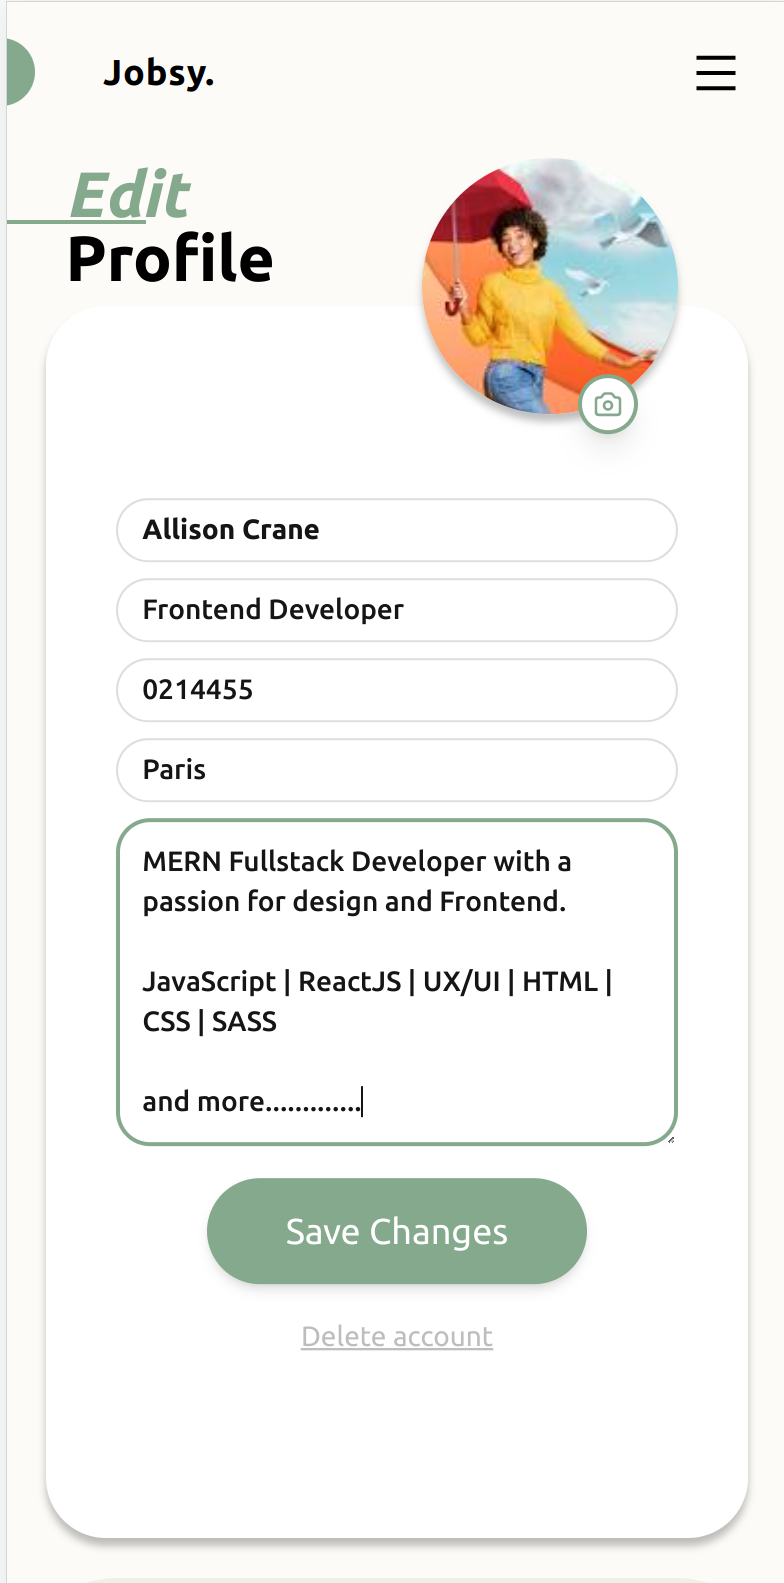 Jobsy.
Edit
Profile
Allison Crane
Frontend Developer
0214455
Paris
MERN Fullstack Developer with a
passion for design and Frontend.
JavaScript | ReactJS | UX/UI | HTML |
CSS | SASS
and more.............
Save Changes
Delete account